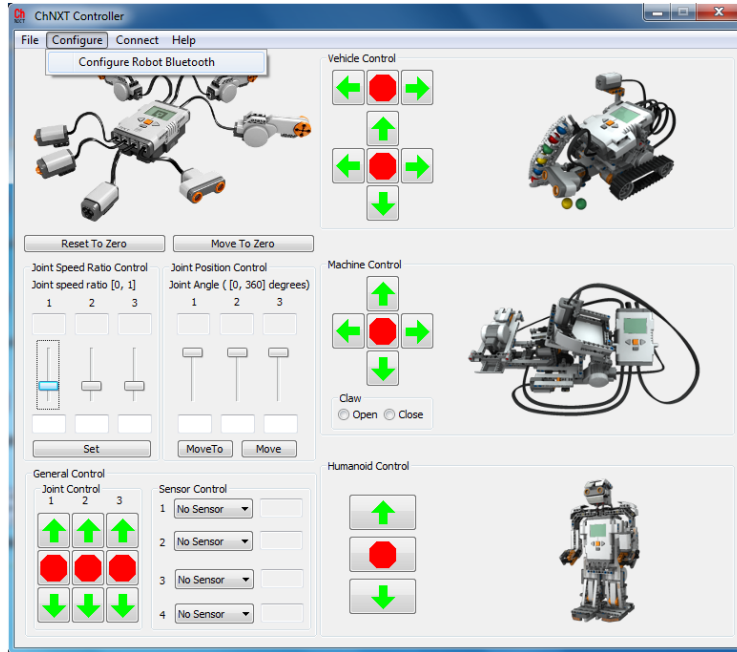 Ch
NXT
ChNXT Controller
File Configure Connect Help
Configure Robot Bluetooth
Vehicle Control
Reset To Zero Move To Zero
Joint Speed Ratio Control
Joint speed ratio [0, 1]
1 2 3
Set
Joint Position Control
Joint Angle ( [0, 360] degrees)
1 2 3
MoveTo Move
Machine Control
Claw
Open Close
General Control
Joint Control
1 2 3
Sensor Control
1 No Sensor
2 No Sensor
3 No Sensor
4 No Sensor
Humanoid Control